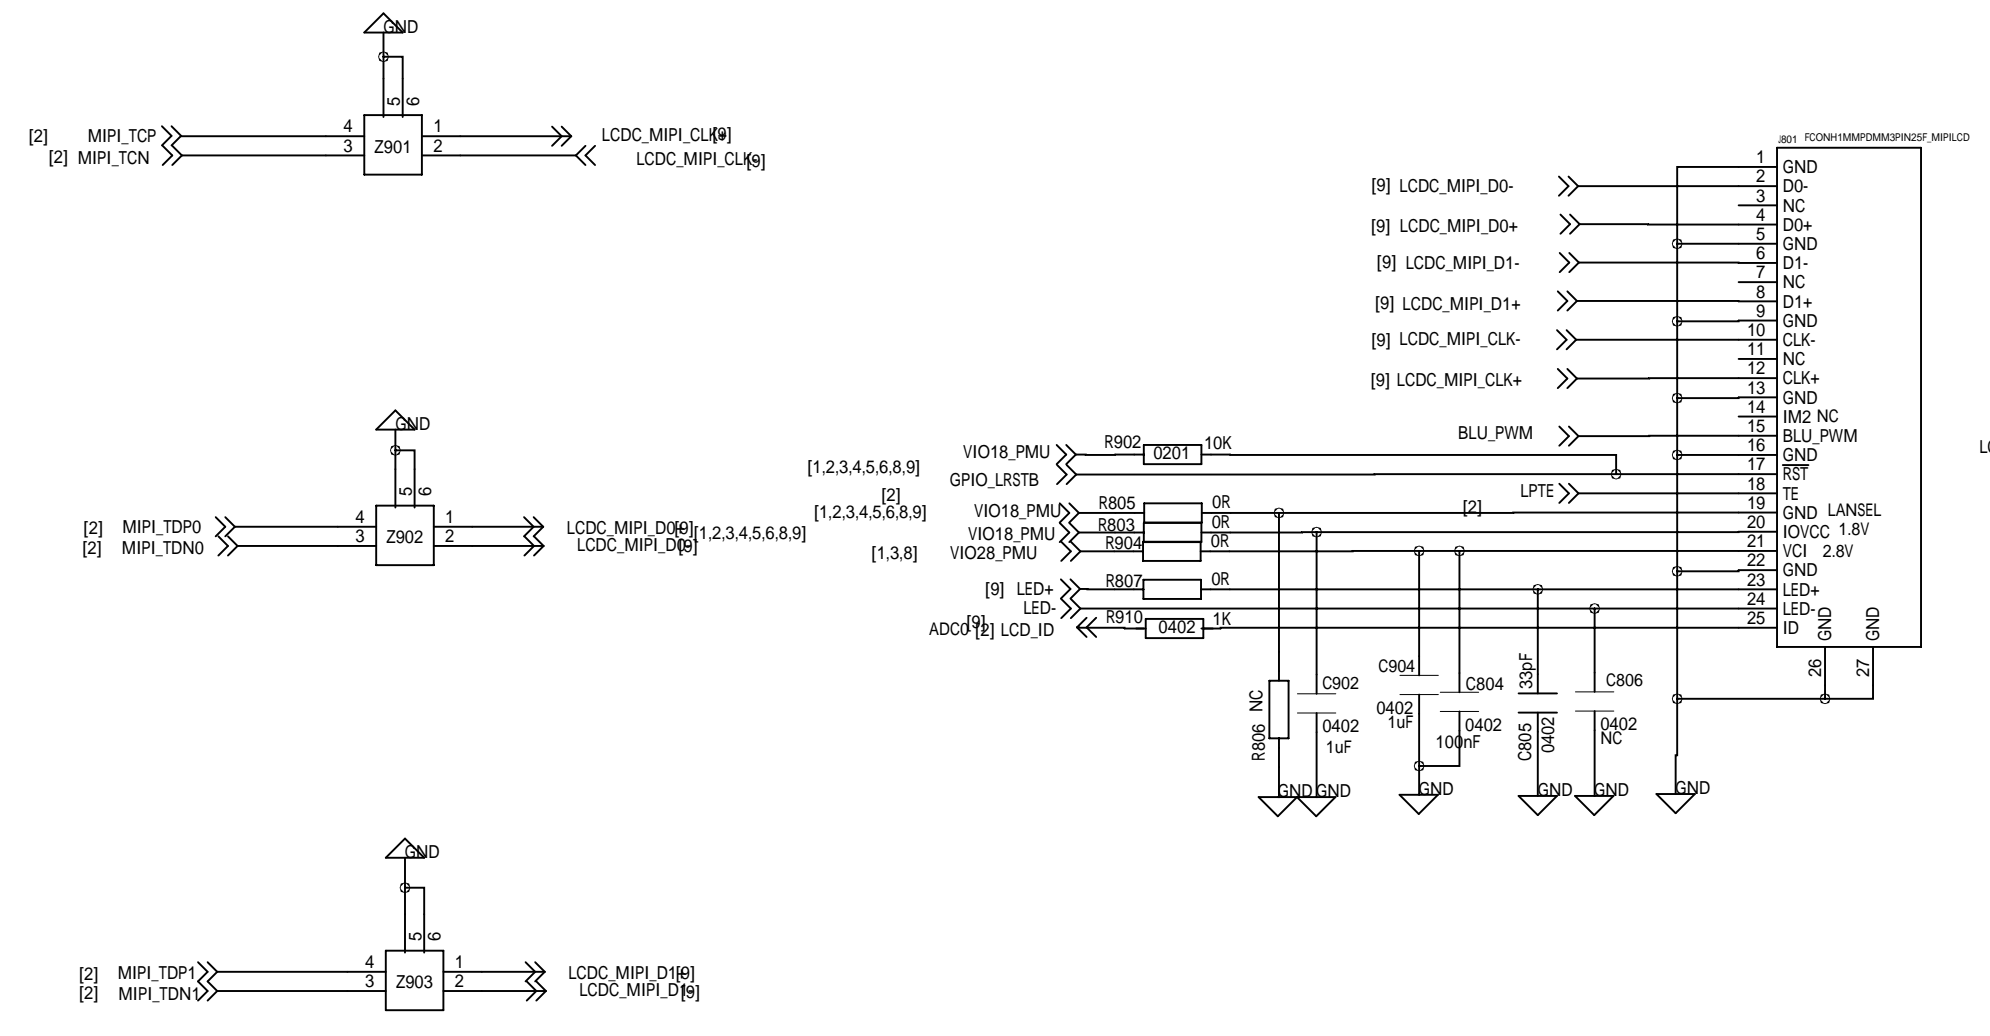 GND
5
6
[2] MIPI_TCP
4
1
LCDC_MIPI_CLK+
[9]
Z901
[2] MIPI_TCN
3
2
LCDC_MIPI_CLK-
[9]
GND
5
6
[2] MIPI_TDP0
4
1
LCDC_MIPI_D0+
[9]
[1,2,3,4,5,6,8,9]
Z902
[2] MIPI_TDN0
3
2
LCDC_MIPI_D0-
[9]
GND
5
6
[2] MIPI_TDP1
4
1
LCDC_MIPI_D1+
[9]
Z903
[2] MIPI_TDN1
3
2
LCDC_MIPI_D1-
[9]
J801 FCONH1MMPDMM3PIN25F_MIPILCD
1 GND
[9] LCDC_MIPI_D0- 2 D0-
3 NC
[9] LCDC_MIPI_D0+ 4 D0+
5 GND
[9] LCDC_MIPI_D1- 6 D1-
7 NC
[9] LCDC_MIPI_D1+ 8 D1+
9 GND
[9] LCDC_MIPI_CLK- 10 CLK-
11 NC
[9] LCDC_MIPI_CLK+ 12 CLK+
13 GND
14 IM2 NC
BLU_PWM 15 BLU_PWM
16 GND
VIO18_PMU R902 0201 10K
[1,2,3,4,5,6,8,9]
GPIO_LRSTB 17 RST
[2]
LPTE 18 TE
[2]
[1,2,3,4,5,6,8,9] VIO18_PMU R805 0R 19 GND LANSEL
VIO18_PMU R803 0R 20 IOVCC 1.8V
[1,3,8] VIO28_PMU R904 0R 21 VCI 2.8V
22 GND
[9] LED+ R807 0R 23 LED+
LED- 24 LED-
[9]
ADC0 [2] LCD_ID R910 0402 1K 25 ID
GND
GND
26
27
R806 NC
C902
0402
1uF
C904
0402
1uF
C804
0402
100nF
33pF
C805
0402
C806
0402
NC
GND
GND
GND
GND
GND
GND